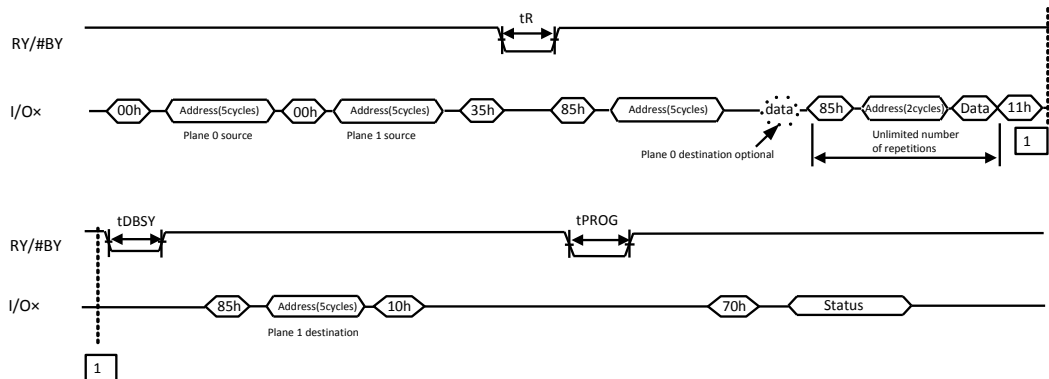 tR
RY/#BY
I/O×
00h Address(5cycles) 00h Address(5cycles) 35h 85h Address(5cycles) data 85h Address(2cycles) Data 11h
Plane 0 source
Plane 1 source
Plane 0 destination optional
Unlimited number
of repetitions
1
tDBSY
tPROG
RY/#BY
I/O×
85h Address(5cycles) 10h 70h Status
Plane 1 destination
1